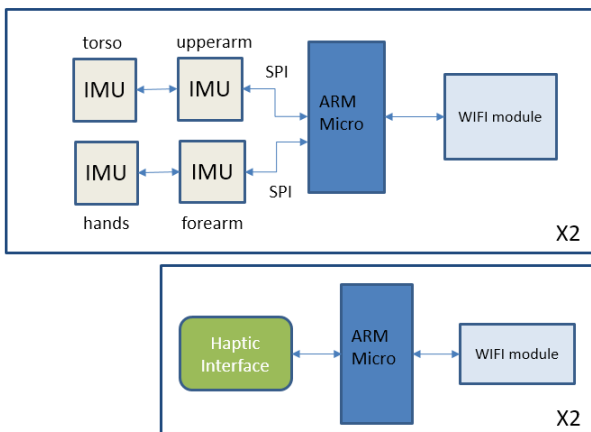 torso
upperarm
IMU
IMU
SPI
ARM
Micro
WIFI module
IMU
IMU
SPI
hands
forearm
X2
Haptic
Interface
ARM
Micro
WIFI module
X2